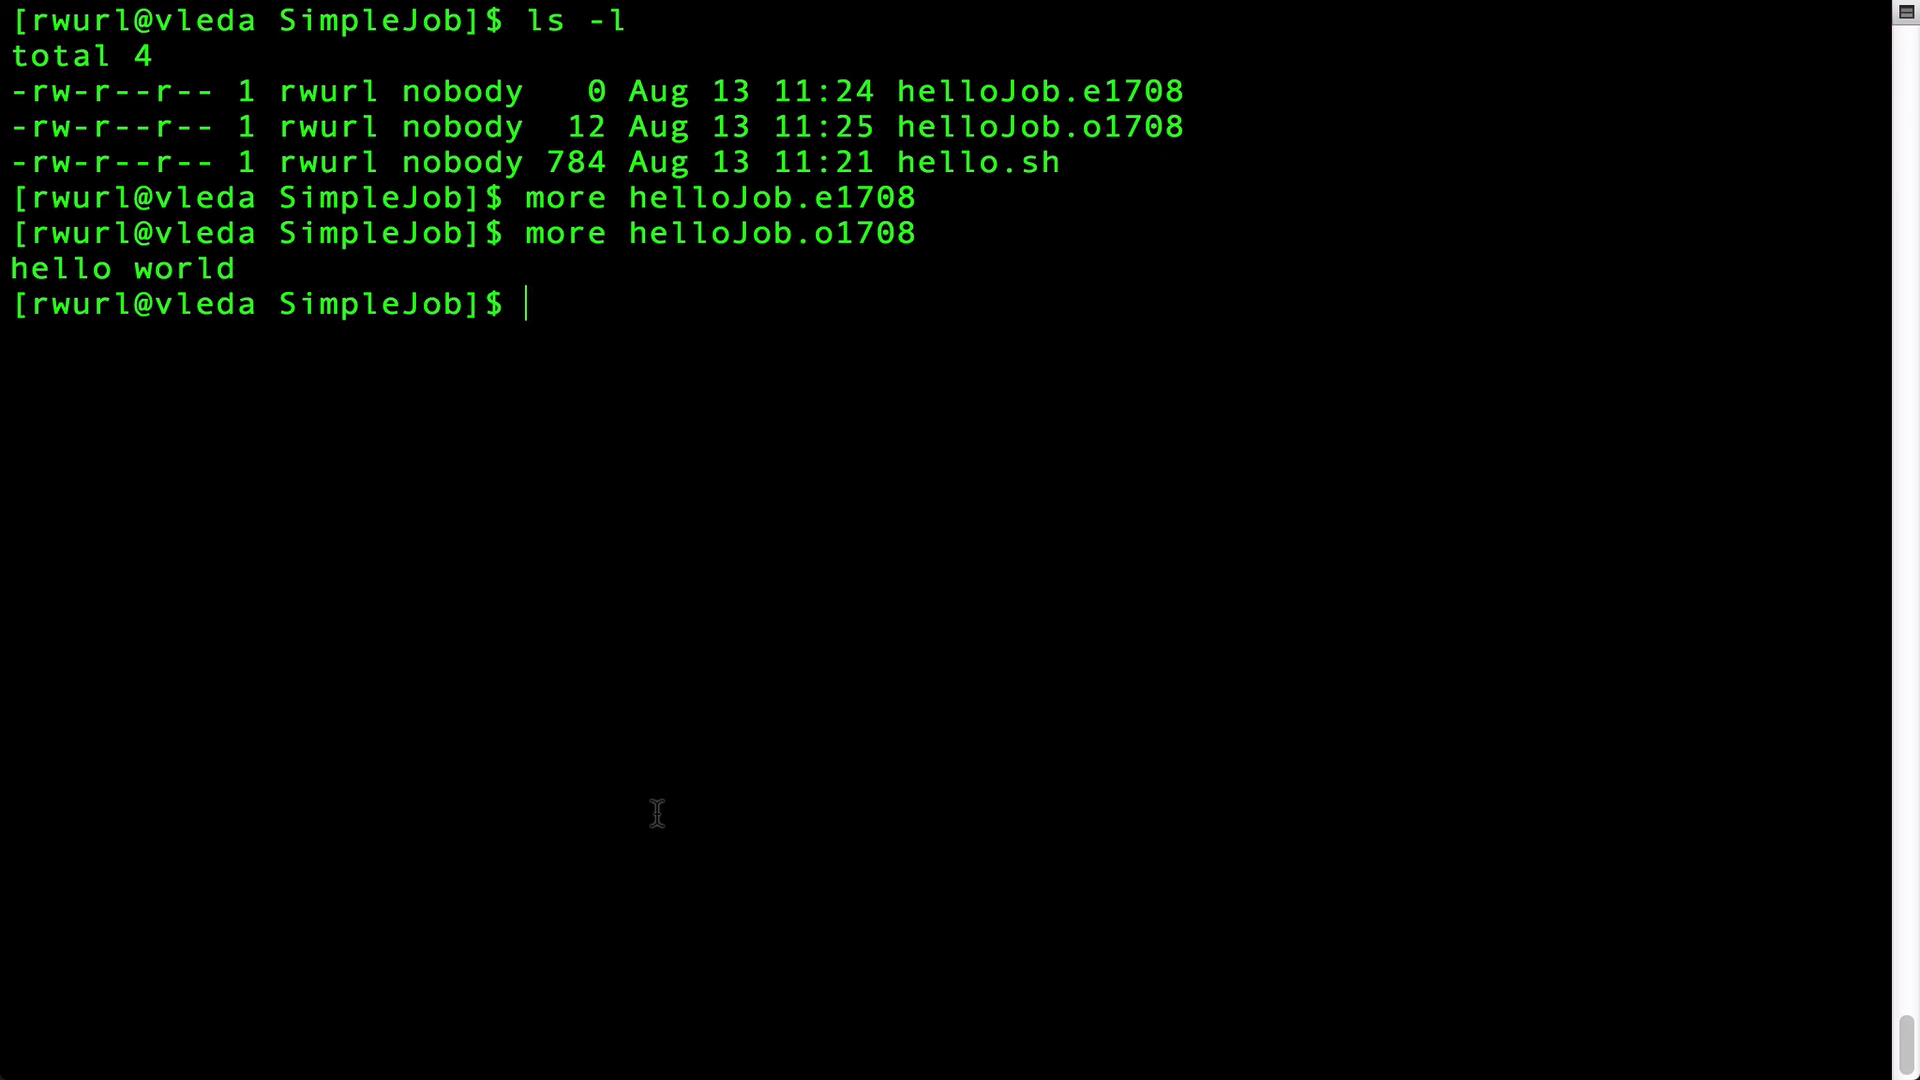 [rwurl@vleda SimpleJob]$ ls -l
total 4
-rw-r--r-- 1 rwurl nobody   0 Aug 13 11:24 helloJob.e1708
-rw-r--r-- 1 rwurl nobody  12 Aug 13 11:25 helloJob.o1708
-rw-r--r-- 1 rwurl nobody 784 Aug 13 11:21 hello.sh
[rwurl@vleda SimpleJob]$ more helloJob.e1708
[rwurl@vleda SimpleJob]$ more helloJob.o1708
hello world
[rwurl@vleda SimpleJob]$